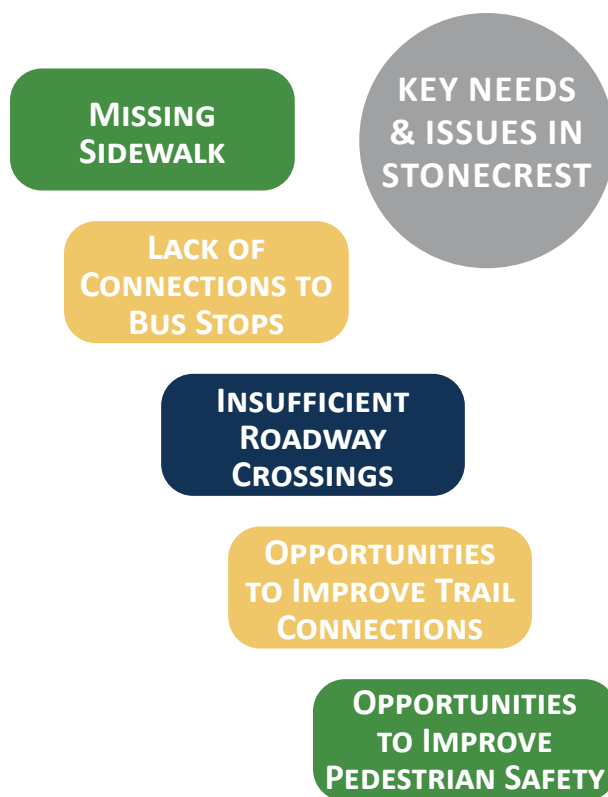 KEY NEEDS
& ISSUES IN
STONECREST
MISSING
SIDEWALK
LACK OF
CONNECTIONS TO
BUS STOPS
INSUFFICIENT
ROADWAY
CROSSINGS
OPPORTUNITIES
TO IMPROVE TRAIL
CONNECTIONS
OPPORTUNITIES
TO IMPROVE
PEDESTRIAN SAFETY